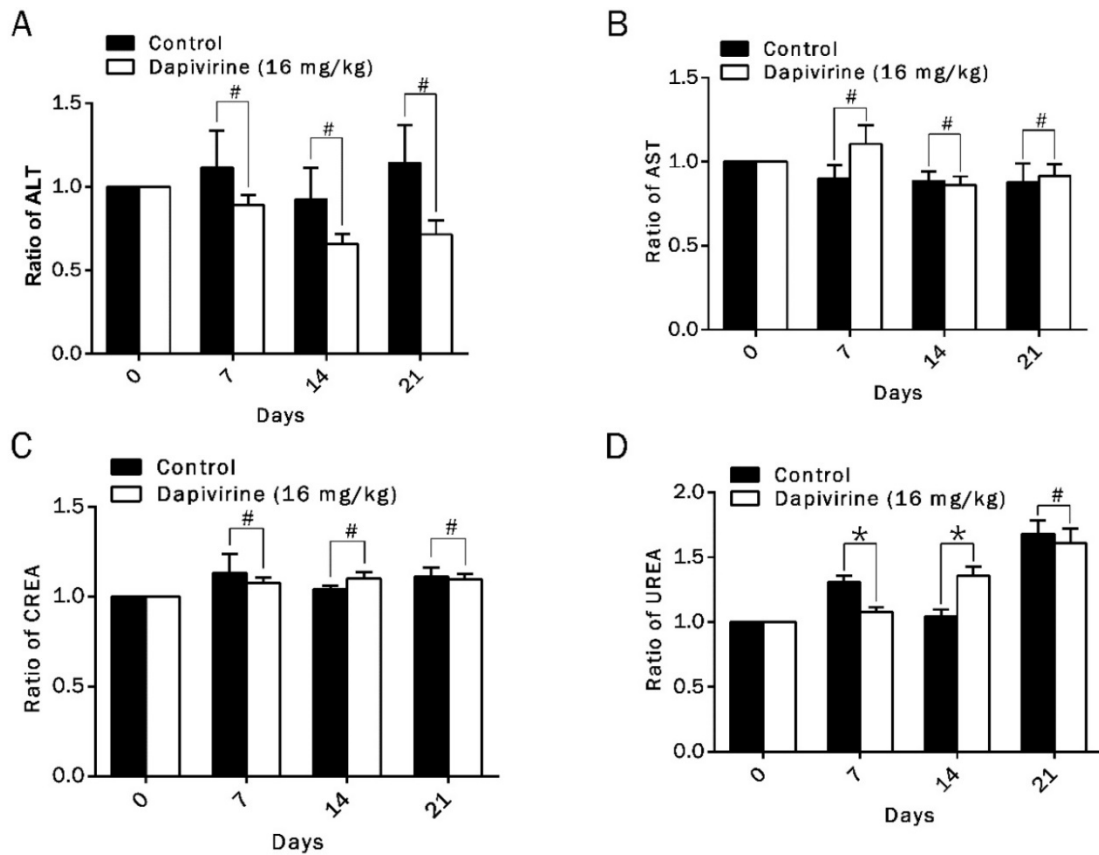 A
Control
Dapivirine (16 mg/kg)
Ratio of ALT
1.5
1.0
0.5
0.0
#
#
#
0
7
14
21
Days
B
Control
Dapivirine (16 mg/kg)
Ratio of AST
1.5
1.0
0.5
0.0
#
#
#
0
7
14
21
Days
C
Control
Dapivirine (16 mg/kg)
Ratio of CREA
1.5
1.0
0.5
0.0
#
#
#
0
7
14
21
Days
D
Control
Dapivirine (16 mg/kg)
Ratio of UREA
2.0
1.5
1.0
0.5
0.0
*
*
#
0
7
14
21
Days